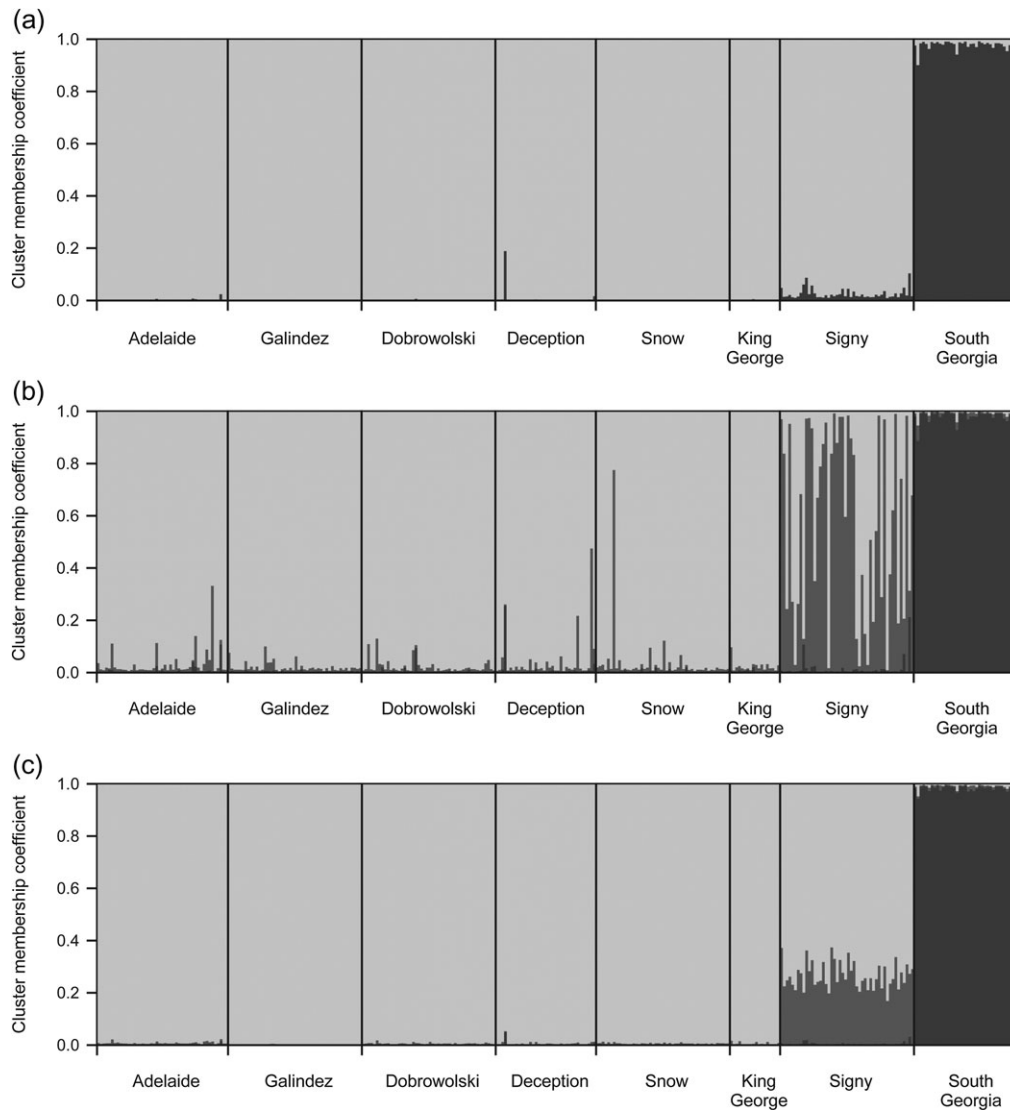 (a)
Cluster membership coefficient
1.0
0.8
0.6
0.4
0.2
0.0
Adelaide
Galindez
Dobrowolski
Deception
Snow
King
George
Signy
South
Georgia
(b)
Cluster membership coefficient
1.0
0.8
0.6
0.4
0.2
0.0
Adelaide
Galindez
Dobrowolski
Deception
Snow
King
George
Signy
South
Georgia
(c)
Cluster membership coefficient
1.0
0.8
0.6
0.4
0.2
0.0
Adelaide
Galindez
Dobrowolski
Deception
Snow
King
George
Signy
South
Georgia